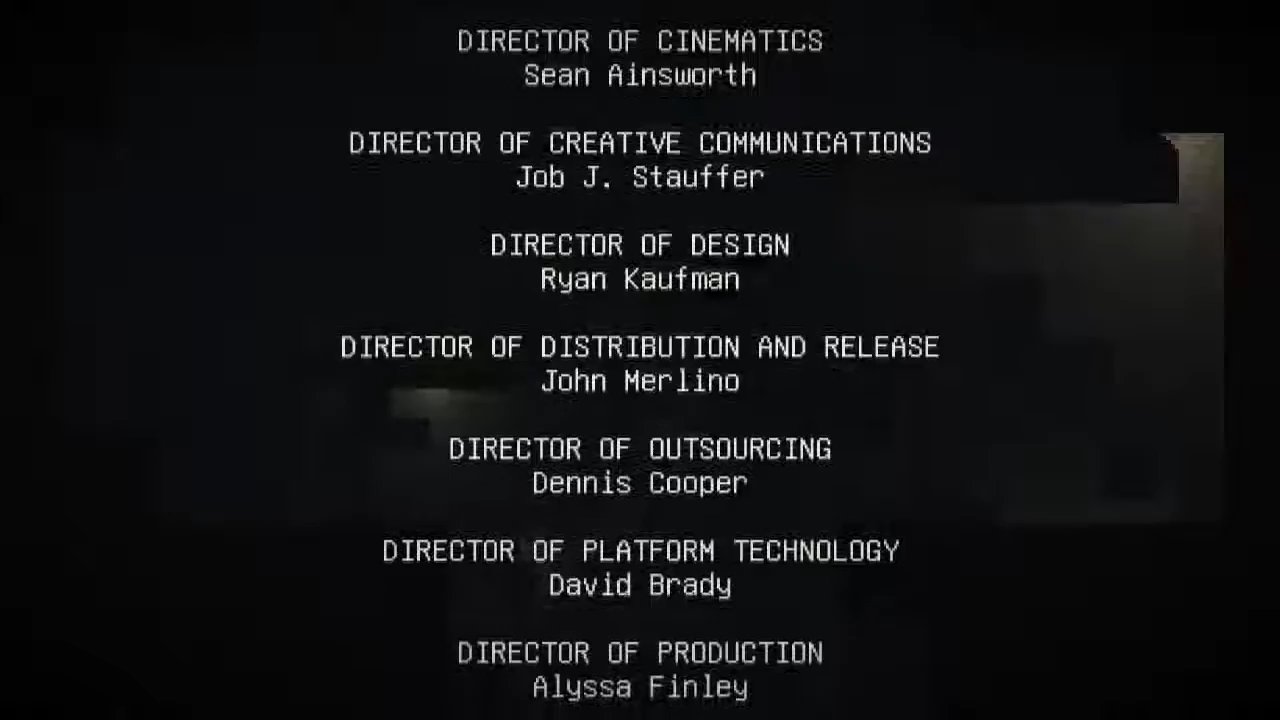 DIRECTOR OF CINEMATICS
Sean Ainsworth
DIRECTOR OF CREATIVE COMMUNICATIONS
Job J. Stauffer
DIRECTOR OF DESIGN
Ryan Kaufman
DIRECTOR OF DISTRIBUTION AND RELEASE
John Merlino
DIRECTOR OF OUTSOURCING
Dennis Cooper
DIRECTOR OF PLATFORM TECHNOLOGY
David Brady
DIRECTOR OF PRODUCTION
Alyssa Finley